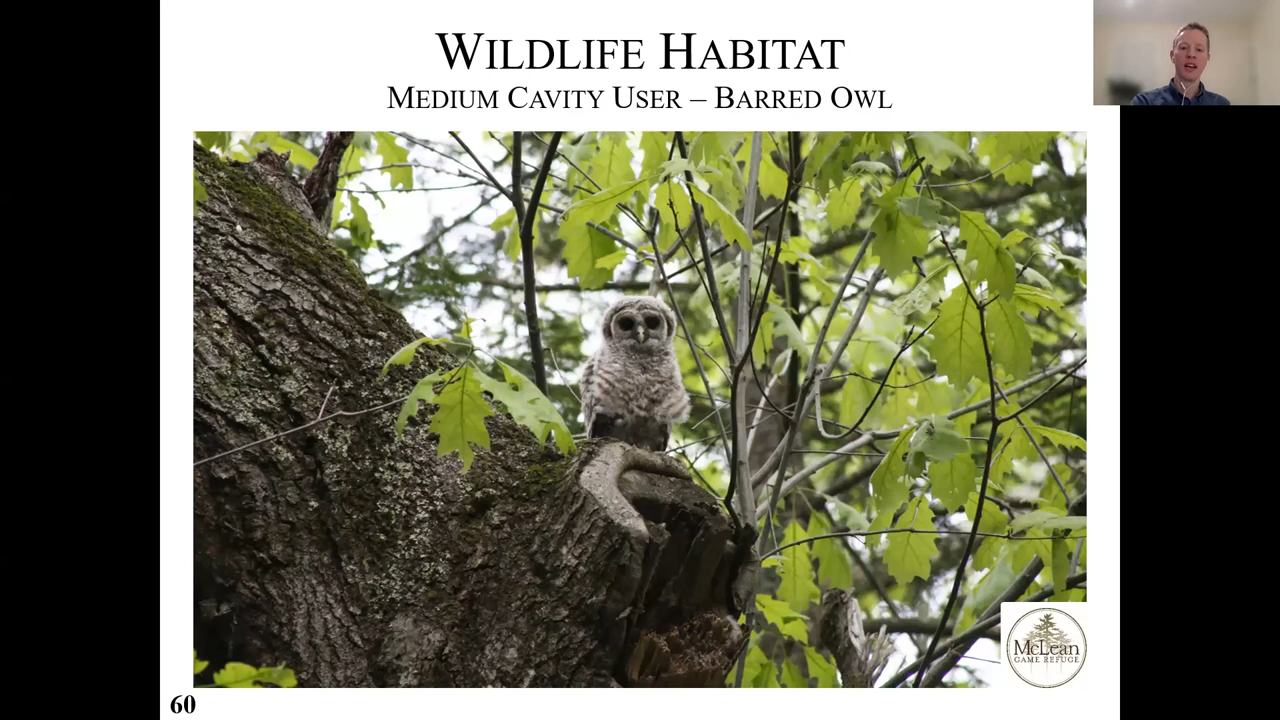 WILDLIFE HABITAT
MEDIUM CAVITY USER – BARRED OWL
McLean
GAME REFUGE
60